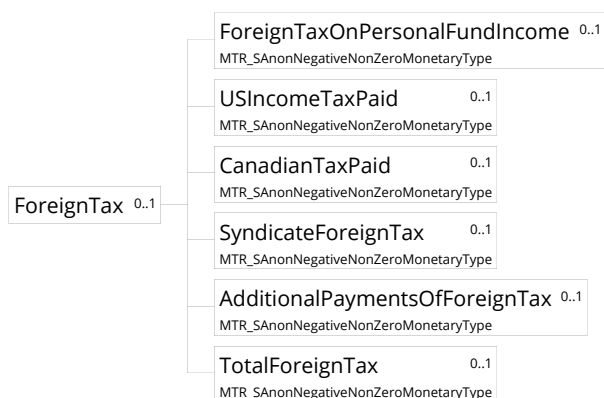 ForeignTaxOnPersonalFundIncome 0..1
MTR_SAnonNegativeNonZeroMonetaryType
USIncomeTaxPaid 0..1
MTR_SAnonNegativeNonZeroMonetaryType
CanadianTaxPaid 0..1
MTR_SAnonNegativeNonZeroMonetaryType
ForeignTax 0..1
SyndicateForeignTax 0..1
MTR_SAnonNegativeNonZeroMonetaryType
AdditionalPaymentsOfForeignTax 0..1
MTR_SAnonNegativeNonZeroMonetaryType
TotalForeignTax 0..1
MTR_SAnonNegativeNonZeroMonetaryType